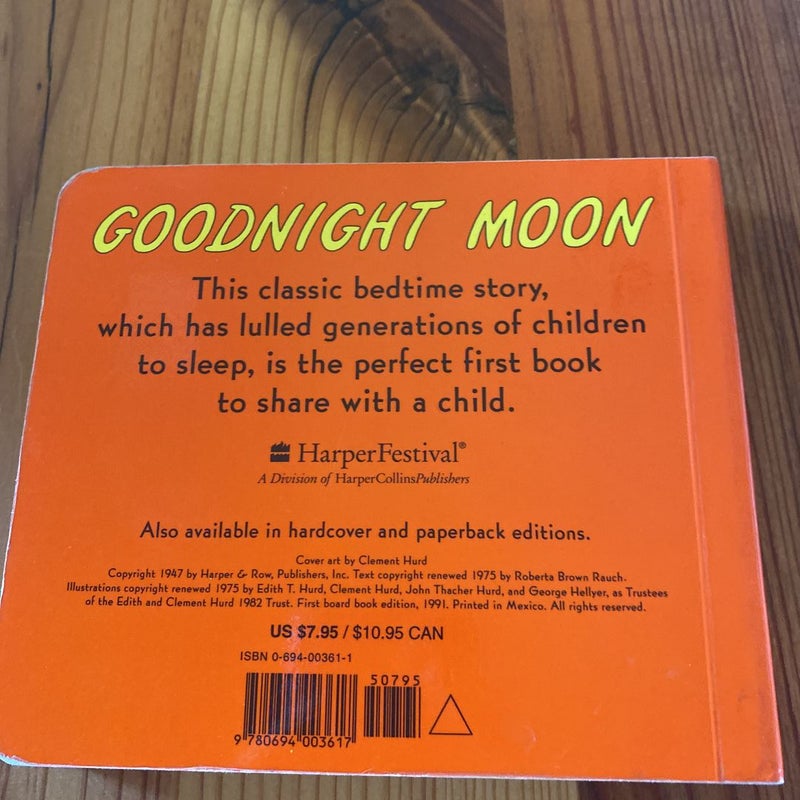 GOODNIGHT MOON
This classic bedtime story,
which has lulled generations of children
to sleep, is the perfect first book
to share with a child.
HarperFestival®
A Division of HarperCollinsPublishers
Also available in hardcover and paperback editions.
Cover art by Clement Hurd
Copyright 1947 by Harper & Row, Publishers, Inc. Text copyright renewed 1975 by Roberta Brown Rauch.
Illustrations copyright renewed 1975 by Edith T. Hurd, Clement Hurd, John Thacher Hurd, and George Hellyer, as Trustees
of the Edith and Clement Hurd 1982 Trust. First board book edition, 1991. Printed in Mexico. All rights reserved.
US $7.95 / $10.95 CAN
ISBN 0-694-00361-1
50795
9 780694 003617